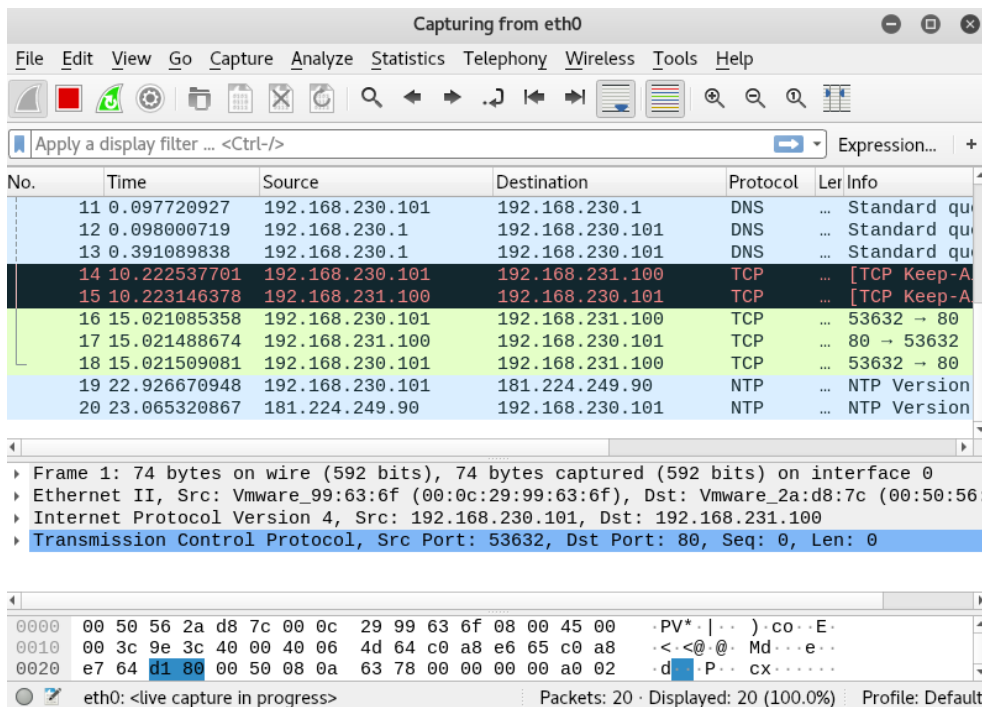 Capturing from eth0
File Edit View Go Capture Analyze Statistics Telephony Wireless Tools Help
Apply a display filter ... <Ctrl-/> Expression... +
No. Time Source Destination Protocol Ler Info
11 0.097720927 192.168.230.101 192.168.230.1 DNS ... Standard qu
12 0.098000719 192.168.230.1 192.168.230.101 DNS ... Standard qu
13 0.391089838 192.168.230.1 192.168.230.101 DNS ... Standard qu
14 10.222537701 192.168.230.101 192.168.231.100 TCP ... [TCP Keep-A
15 10.223146378 192.168.231.100 192.168.230.101 TCP ... [TCP Keep-A
16 15.021085358 192.168.230.101 192.168.231.100 TCP ... 53632 → 80
17 15.021488674 192.168.231.100 192.168.230.101 TCP ... 80 → 53632
18 15.021509081 192.168.230.101 192.168.231.100 TCP ... 53632 → 80
19 22.926670948 192.168.230.101 181.224.249.90 NTP ... NTP Version
20 23.065320867 181.224.249.90 192.168.230.101 NTP ... NTP Version
Frame 1: 74 bytes on wire (592 bits), 74 bytes captured (592 bits) on interface 0
Ethernet II, Src: Vmware_99:63:6f (00:0c:29:99:63:6f), Dst: Vmware_2a:d8:7c (00:50:56:
Internet Protocol Version 4, Src: 192.168.230.101, Dst: 192.168.231.100
Transmission Control Protocol, Src Port: 53632, Dst Port: 80, Seq: 0, Len: 0
0000 00 50 56 2a d8 7c 00 0c 29 99 63 6f 08 00 45 00 ·PV*·|·· )·co··E·
0010 00 3c 9e 3c 40 00 40 06 4d 64 c0 a8 e6 65 c0 a8 ·<·<@·@· Md···e··
0020 e7 64 d1 80 00 50 08 0a 63 78 00 00 00 00 a0 02 ·d···P·· cx······
eth0: <live capture in progress> Packets: 20 · Displayed: 20 (100.0%) Profile: Default